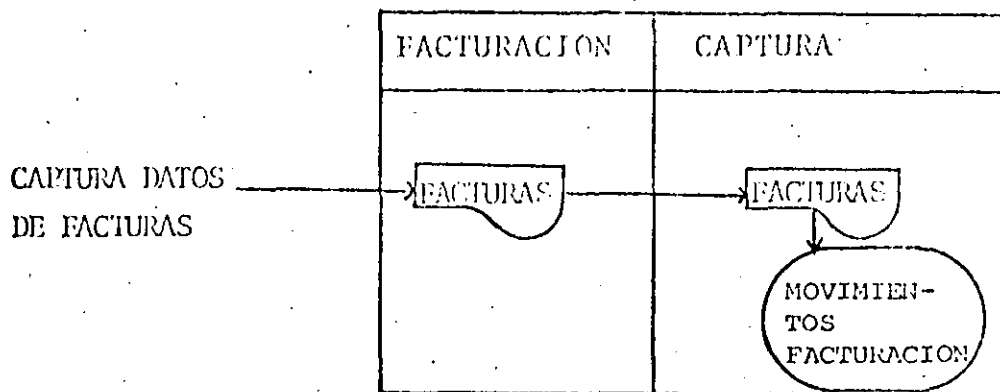 FACTURACION
CAPTURA
CAPTURA DATOS
DE FACTURAS
FACTURAS
FACTURAS
MOVIMIEN-
TOS
FACTURACION